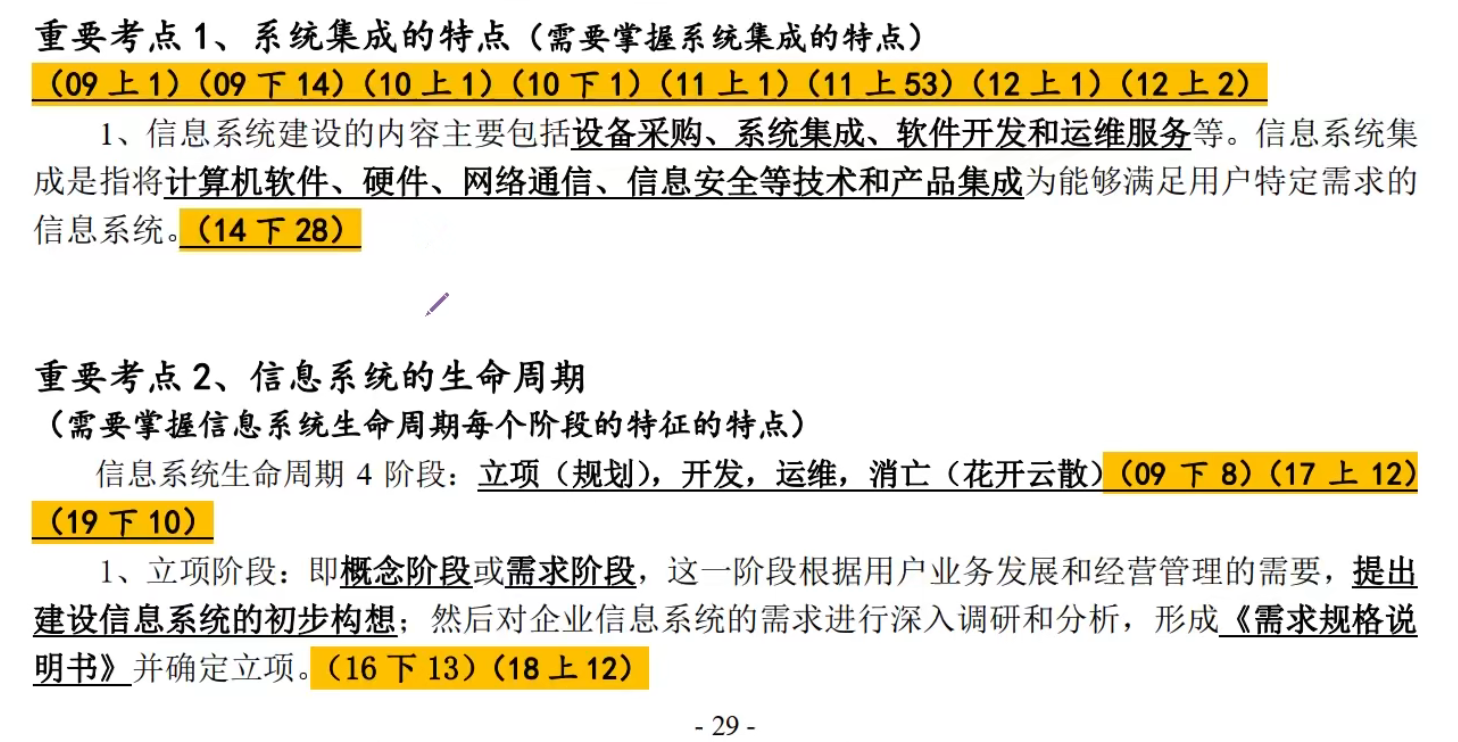 重要考点 1、系统集成的特点（需要掌握系统集成的特点）
（09 上 1）（09 下 14）（10 上 1）（10 下 1）（11 上 1）（11 上 53）（12 上 1）（12 上 2）
1、信息系统建设的内容主要包括设备采购、系统集成、软件开发和运维服务等。信息系统集
成是指将计算机软件、硬件、网络通信、信息安全等技术和产品集成为能够满足用户特定需求的
信息系统。（14 下 28）
重要考点 2、信息系统的生命周期
（需要掌握信息系统生命周期每个阶段的特征的特点）
信息系统生命周期 4 阶段：立项（规划），开发，运维，消亡（花开云散）（09 下 8）（17 上 12）
（19 下 10）
1、立项阶段：即概念阶段或需求阶段，这一阶段根据用户业务发展和经营管理的需要，提出
建设信息系统的初步构想；然后对企业信息系统的需求进行深入调研和分析，形成《需求规格说
明书》并确定立项。（16 下 13）（18 上 12）
- 29 -